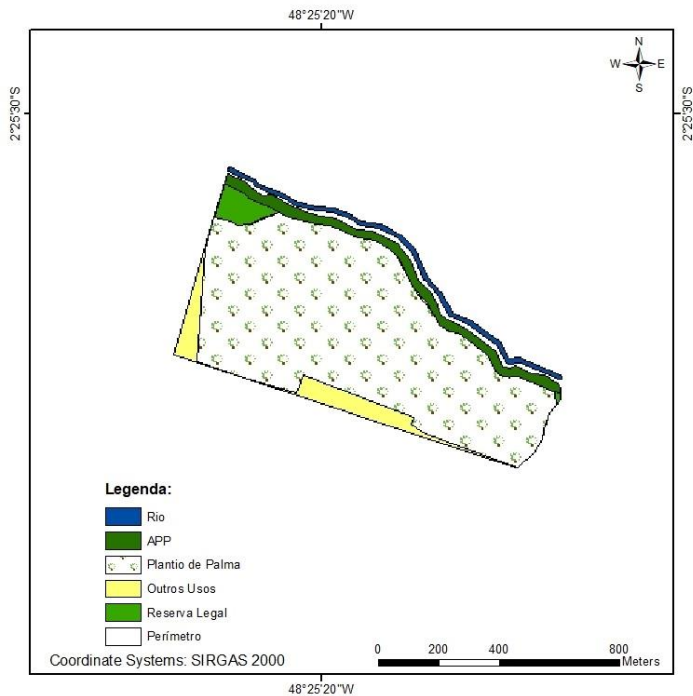 48°25'20"W
N
W E
S
2°25'30"S
2°25'30"S
Legenda:
Rio
APP
Plantio de Palma
Outros Usos
Reserva Legal
Perímetro
Coordinate Systems: SIRGAS 2000
0 200 400 800
Meters
48°25'20"W